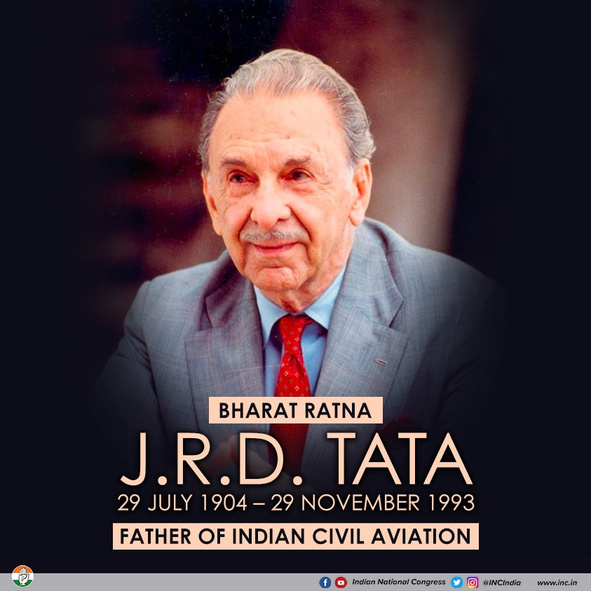 BHARAT RATNA
J.R.D. TATA
29 JULY 1904 – 29 NOVEMBER 1993
FATHER OF INDIAN CIVIL AVIATION
Indian National Congress @INCIndia www.inc.in